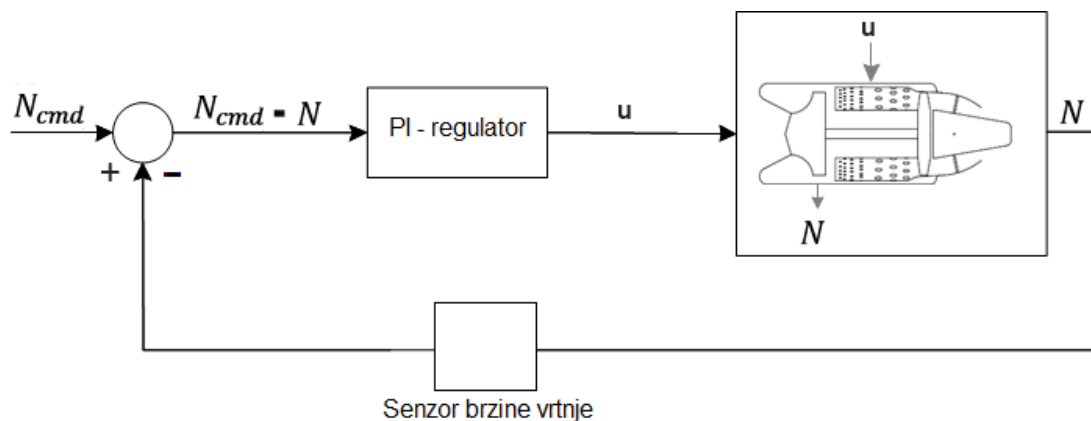 u
N_cmd
N_cmd - N
PI - regulator
u
N
+
−
N
Senzor brzine vrtnje